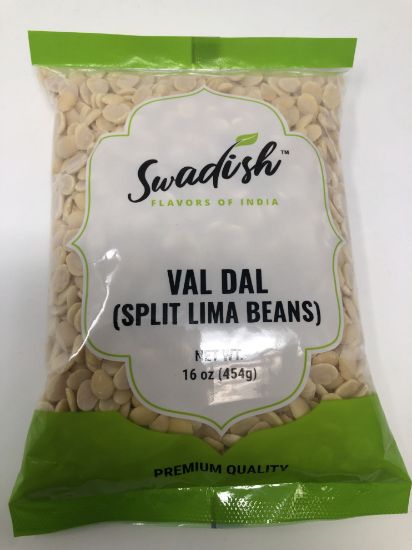 Swadish™
FLAVORS OF INDIA
VAL DAL
(SPLIT LIMA BEANS)
NET WT.
16 oz (454g)
PREMIUM QUALITY